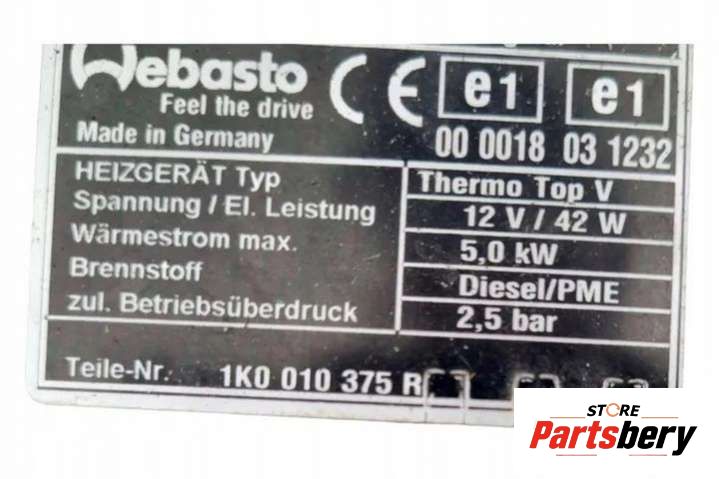 Webasto
Feel the drive
Made in Germany
CE e1 e1
00 0018 03 1232
HEIZGERÄT Typ Thermo Top V
Spannung / El. Leistung 12 V / 42 W
Wärmestrom max. 5,0 kW
Brennstoff Diesel/PME
zul. Betriebsüberdruck 2,5 bar
Teile-Nr. 1K0 010 375 R
STORE
Partsbery